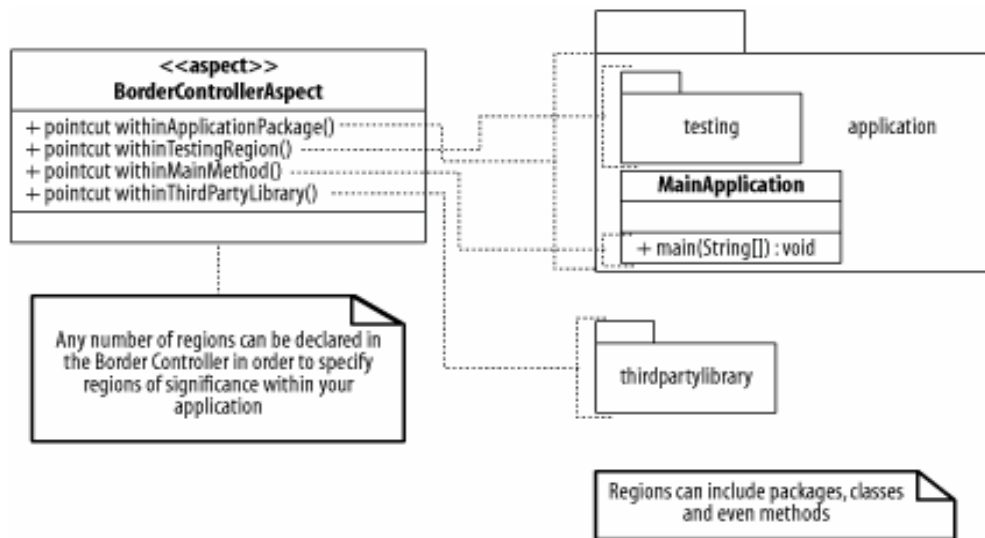 <<aspect>>
BorderControllerAspect
+ pointcut withinApplicationPackage()
+ pointcut withinTestingRegion()
+ pointcut withinMainMethod()
+ pointcut withinThirdPartyLibrary()
Any number of regions can be declared in
the Border Controller in order to specify
regions of significance within your
application
testing
application
MainApplication
+ main(String[]) : void
thirdpartylibrary
Regions can include packages, classes
and even methods